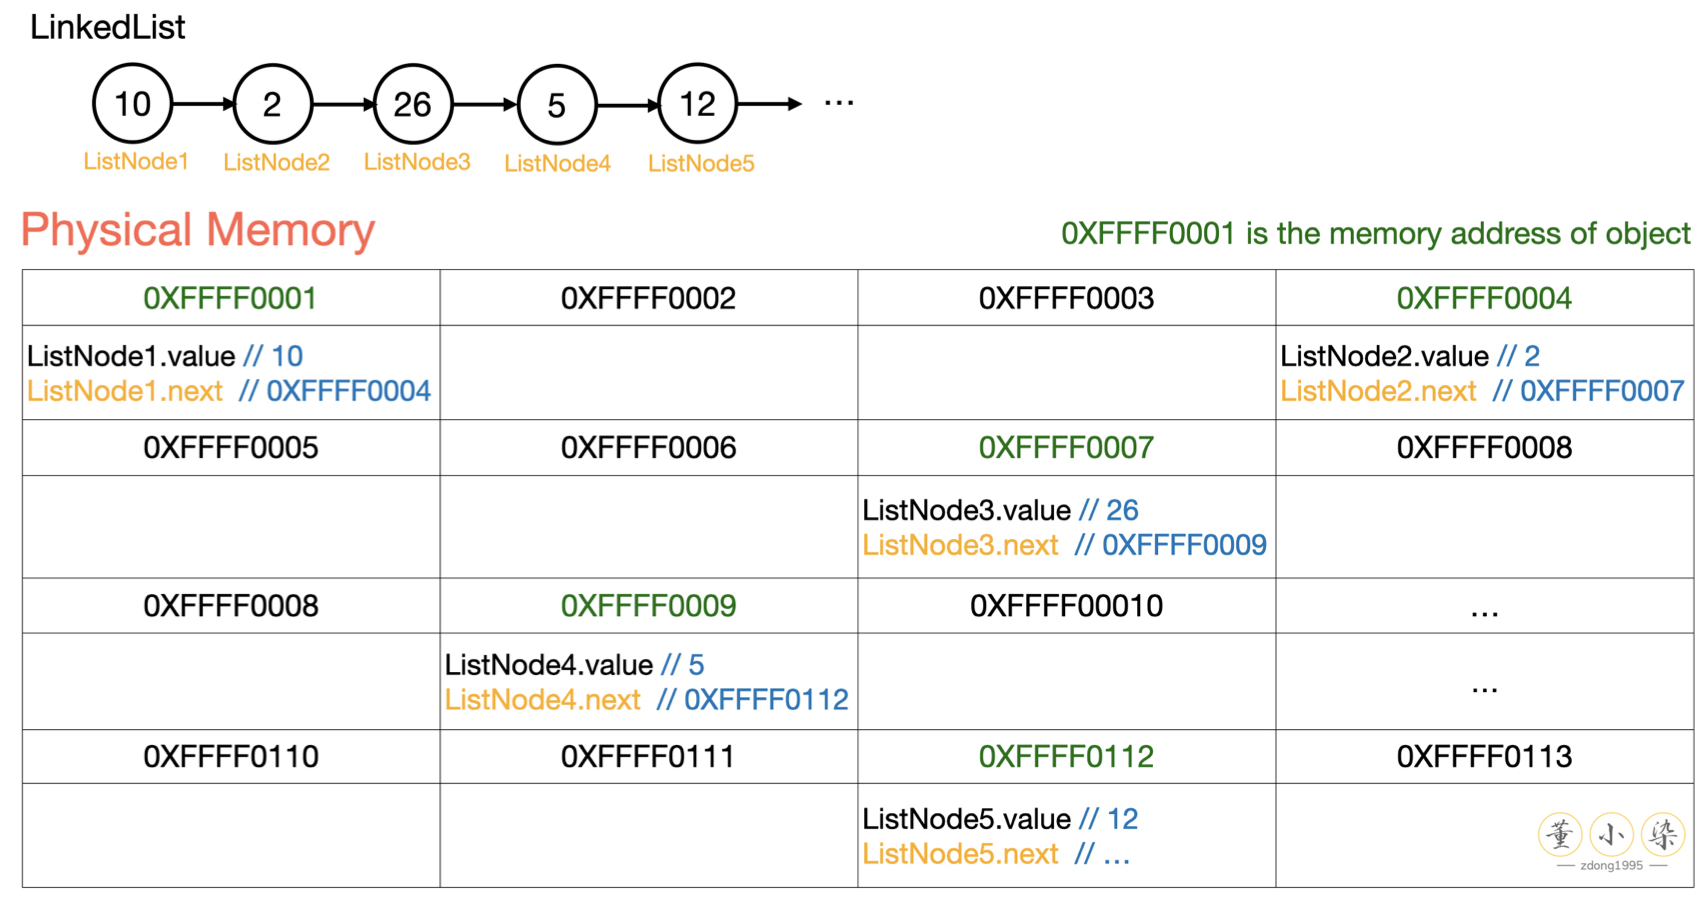 LinkedList
10 2 26 5 12 ...
ListNode1 ListNode2 ListNode3 ListNode4 ListNode5
Physical Memory
0XFFFF0001 is the memory address of object
0XFFFF0001 0XFFFF0002 0XFFFF0003 0XFFFF0004
ListNode1.value // 10
ListNode1.next // 0XFFFF0004
ListNode2.value // 2
ListNode2.next // 0XFFFF0007
0XFFFF0005 0XFFFF0006 0XFFFF0007 0XFFFF0008
ListNode3.value // 26
ListNode3.next // 0XFFFF0009
0XFFFF0008 0XFFFF0009 0XFFFF00010 ...
ListNode4.value // 5
ListNode4.next // 0XFFFF0112
...
0XFFFF0110 0XFFFF0111 0XFFFF0112 0XFFFF0113
ListNode5.value // 12
ListNode5.next // ...
董小染
— zdong1995 —